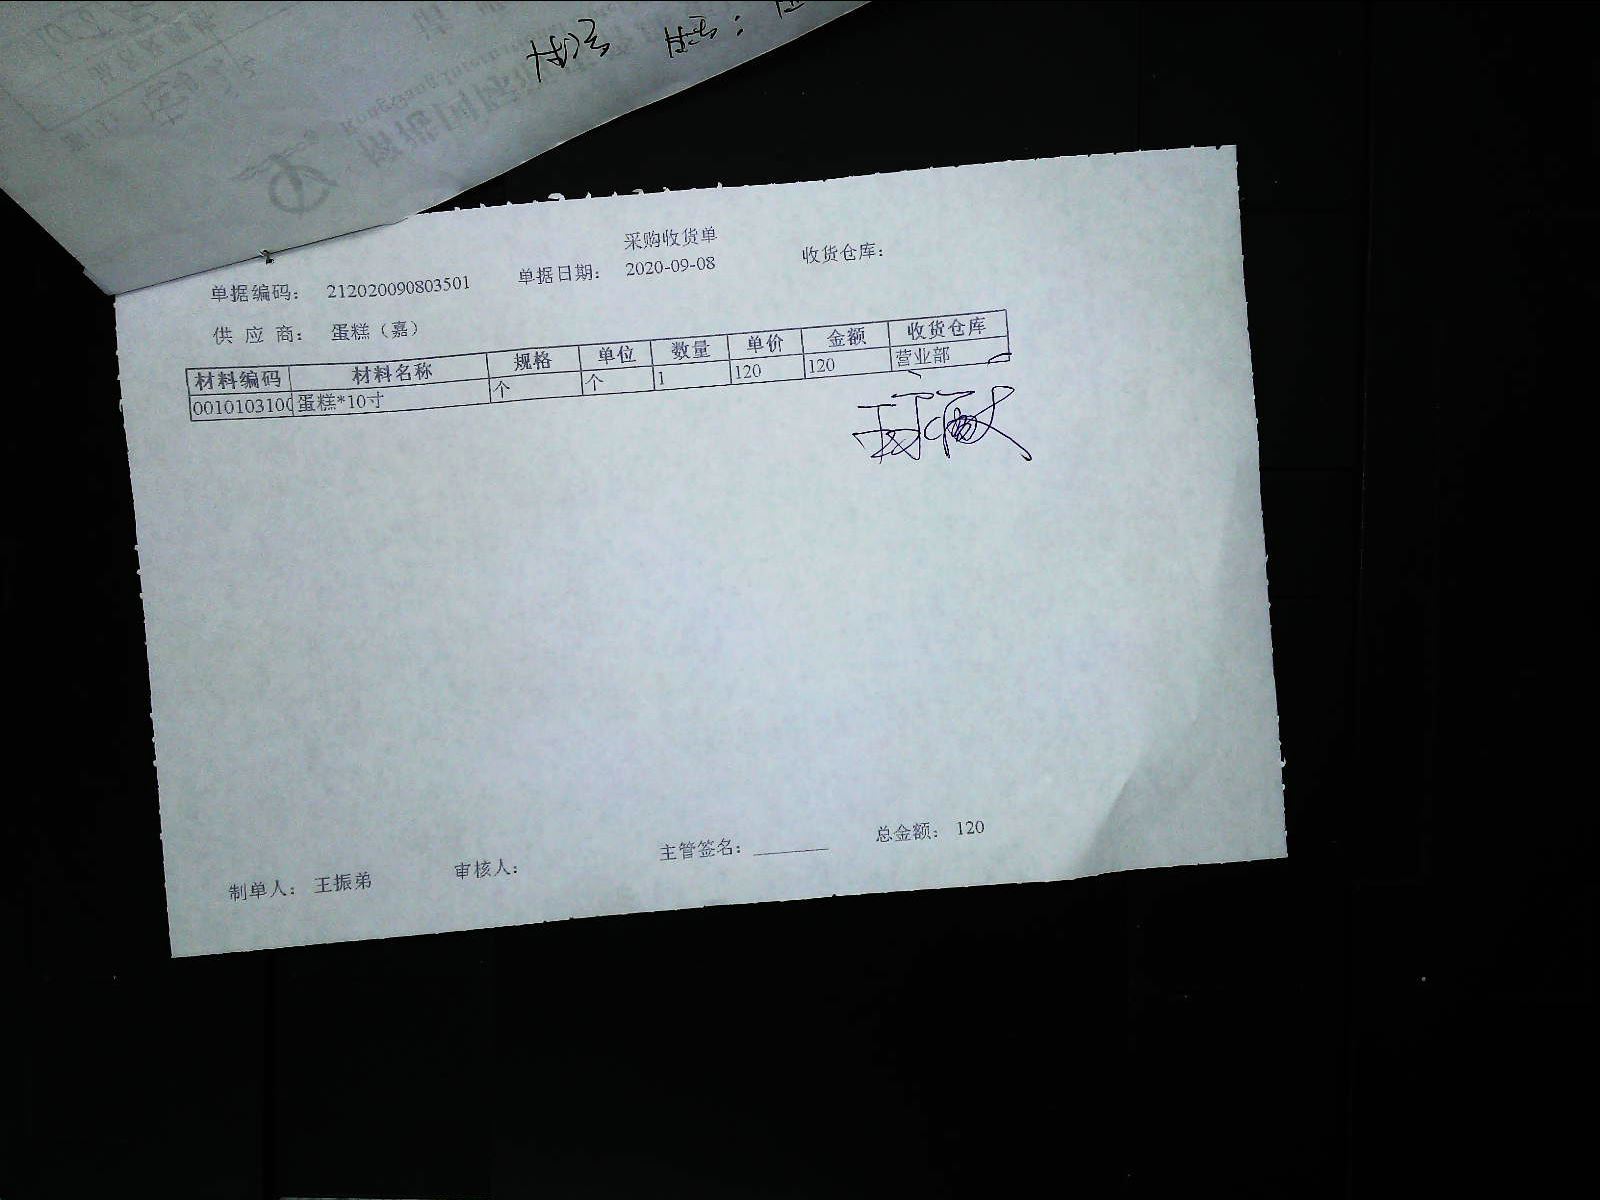 采购收货单
单据编码： 212020090803501 单据日期： 2020-09-08 收货仓库：
供 应 商： 蛋糕（嘉）
材料编码 材料名称 规格 单位 数量 单价 金额 收货仓库
0010103100 蛋糕*10寸 个 个 1 120 120 营业部
制单人： 王振弟 审核人： 主管签名： 总金额： 120